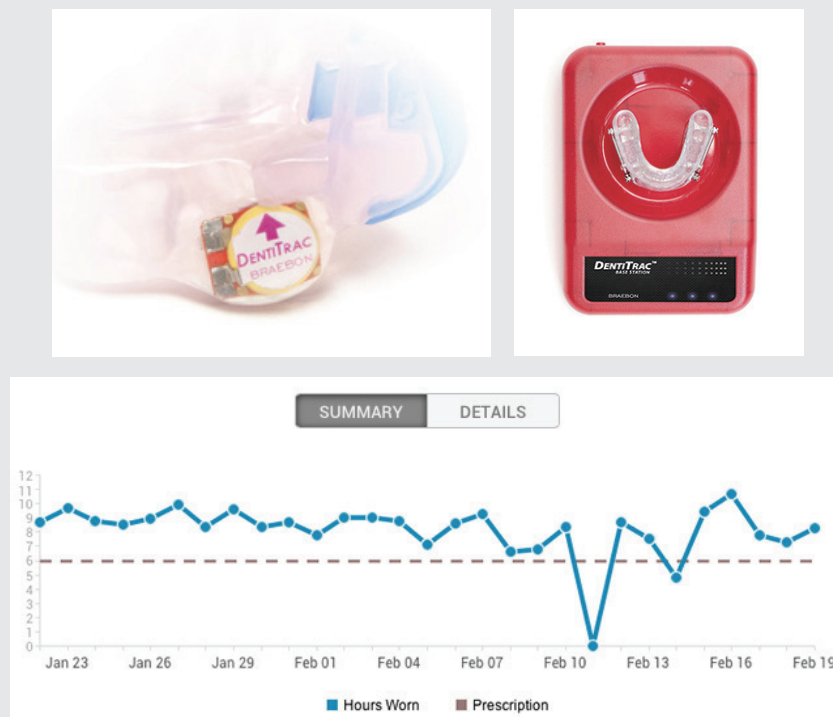 DENTITRAC
BRAEBON
DENTITRAC™
BASE STATION
BRAEBON
SUMMARY DETAILS
12
11
10
9
8
7
6
5
4
3
2
1
0
Jan 23 Jan 26 Jan 29 Feb 01 Feb 04 Feb 07 Feb 10 Feb 13 Feb 16 Feb 19
Hours Worn Prescription